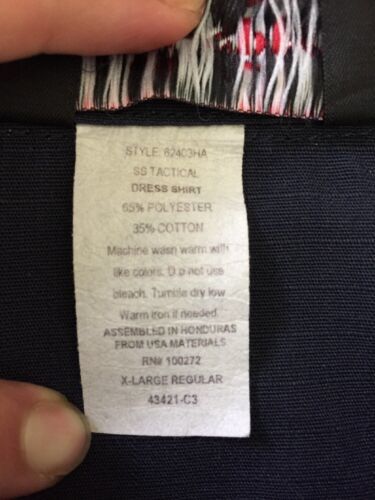 STYLE: 62403HA
SS TACTICAL
DRESS SHIRT
65% POLYESTER
35% COTTON
Machine wash warm with
like colors. Do not use
bleach. Tumble dry low
Warm iron if needed.
ASSEMBLED IN HONDURAS
FROM USA MATERIALS
RN# 100272
X-LARGE REGULAR
43421-C3